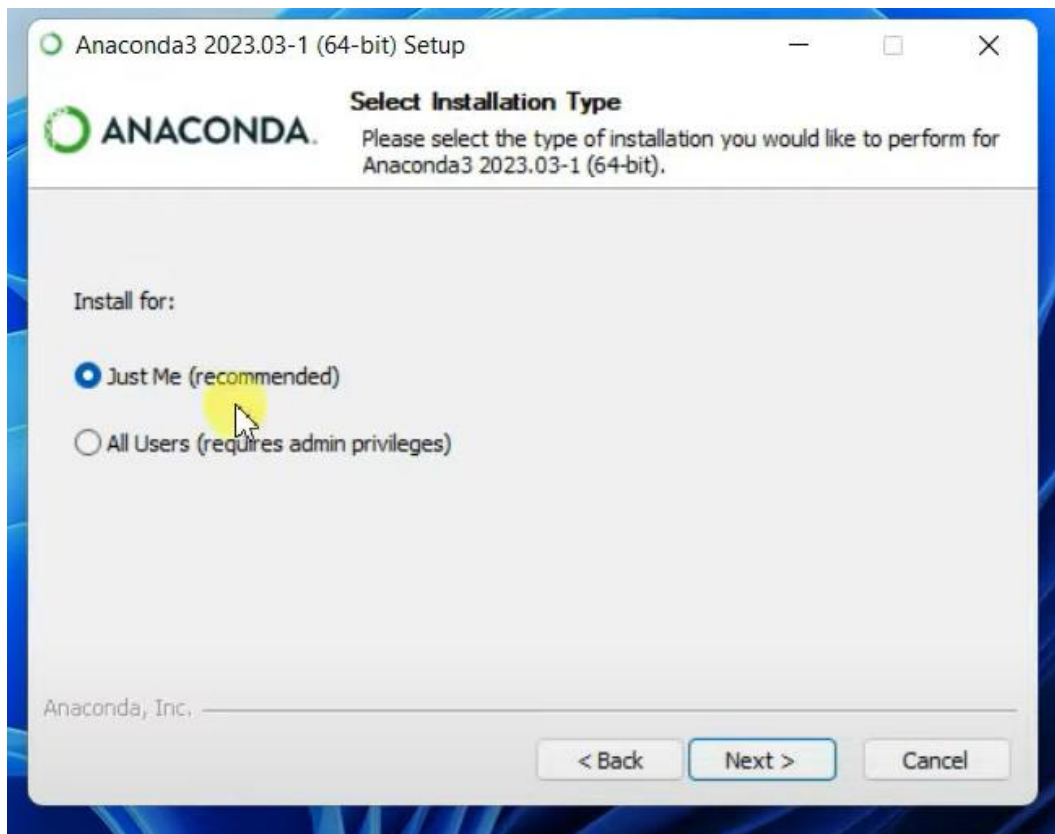 Anaconda3 2023.03-1 (64-bit) Setup
ANACONDA.
Select Installation Type
Please select the type of installation you would like to perform for
Anaconda3 2023.03-1 (64-bit).
Install for:
Just Me (recommended)
All Users (requires admin privileges)
Anaconda, Inc.
< Back
Next >
Cancel